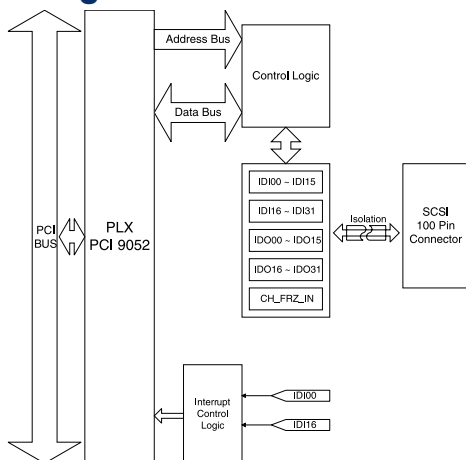 Address Bus
Control Logic
Data Bus
IDI00 ~ IDI15
IDI16 ~ IDI31
IDO00 ~ IDO15
IDO16 ~ IDO31
CH_FRZ_IN
Isolation
SCSI
100 Pin
Connector
PCI
BUS
PLX
PCI 9052
Interrupt
Control
Logic
IDI00
IDI16